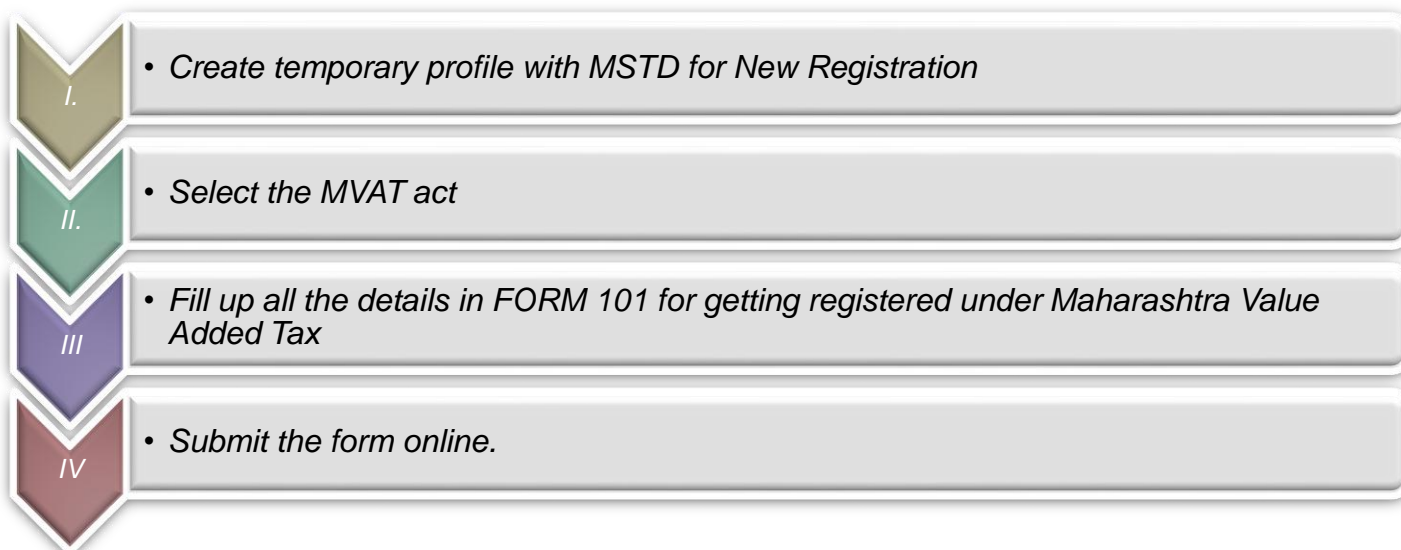 I.
• Create temporary profile with MSTD for New Registration
II.
• Select the MVAT act
III
• Fill up all the details in FORM 101 for getting registered under Maharashtra Value
Added Tax
IV
• Submit the form online.